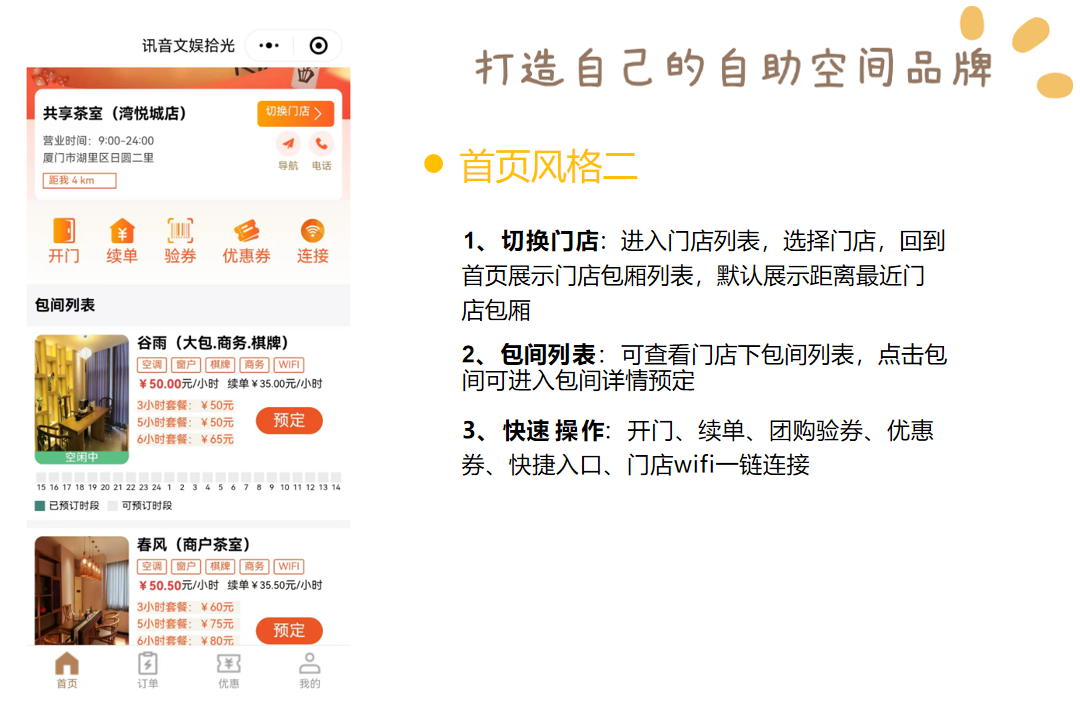 讯音文娱拾光
共享茶室（湾悦城店）
切换门店
营业时间：9:00-24:00
厦门市湖里区日圆二里
距我 4 km
导航 电话
开门 续单 验券 优惠券 连接
包间列表
谷雨（大包.商务.棋牌）
空调 窗户 棋牌 商务 WIFI
￥50.00元/小时 续单￥35.00元/小时
3小时套餐：￥50元
5小时套餐：￥50元
6小时套餐：￥65元
预定
空闲中
15 16 17 18 19 20 21 22 23 24 1 2 3 4 5 6 7 8 9 10 11 12 13 14
已预订时段 可预订时段
春风（商户茶室）
空调 窗户 棋牌 商务 WIFI
￥50.50元/小时 续单￥35.50元/小时
3小时套餐：￥60元
5小时套餐：￥75元
6小时套餐：￥80元
预定
首页 订单 优惠 我的
打造自己的自助空间品牌
首页风格二
1、切换门店：进入门店列表，选择门店，回到
首页展示门店包厢列表，默认展示距离最近门
店包厢
2、包间列表：可查看门店下包间列表，点击包
间可进入包间详情预定
3、快速操作：开门、续单、团购验券、优惠
券、快捷入口、门店wifi一链连接